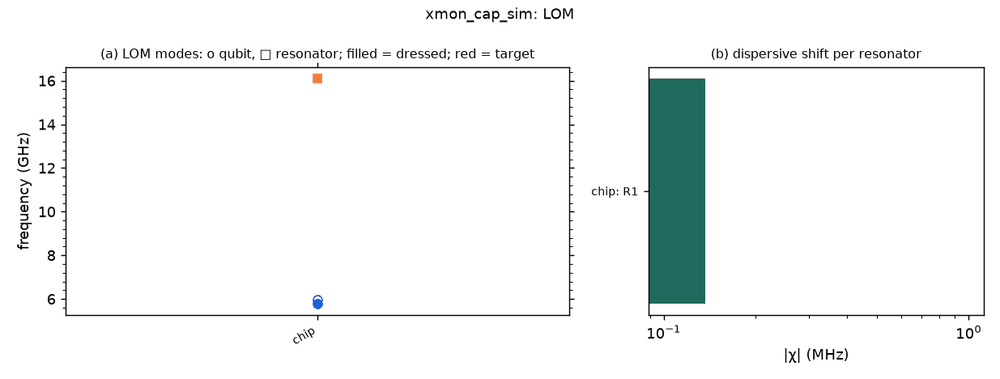 xmon_cap_sim: LOM
(a) LOM modes: o qubit, □ resonator; filled = dressed; red = target
frequency (GHz)
16
14
12
10
8
6
chip
(b) dispersive shift per resonator
chip: R1
10⁻¹
10⁰
|χ| (MHz)